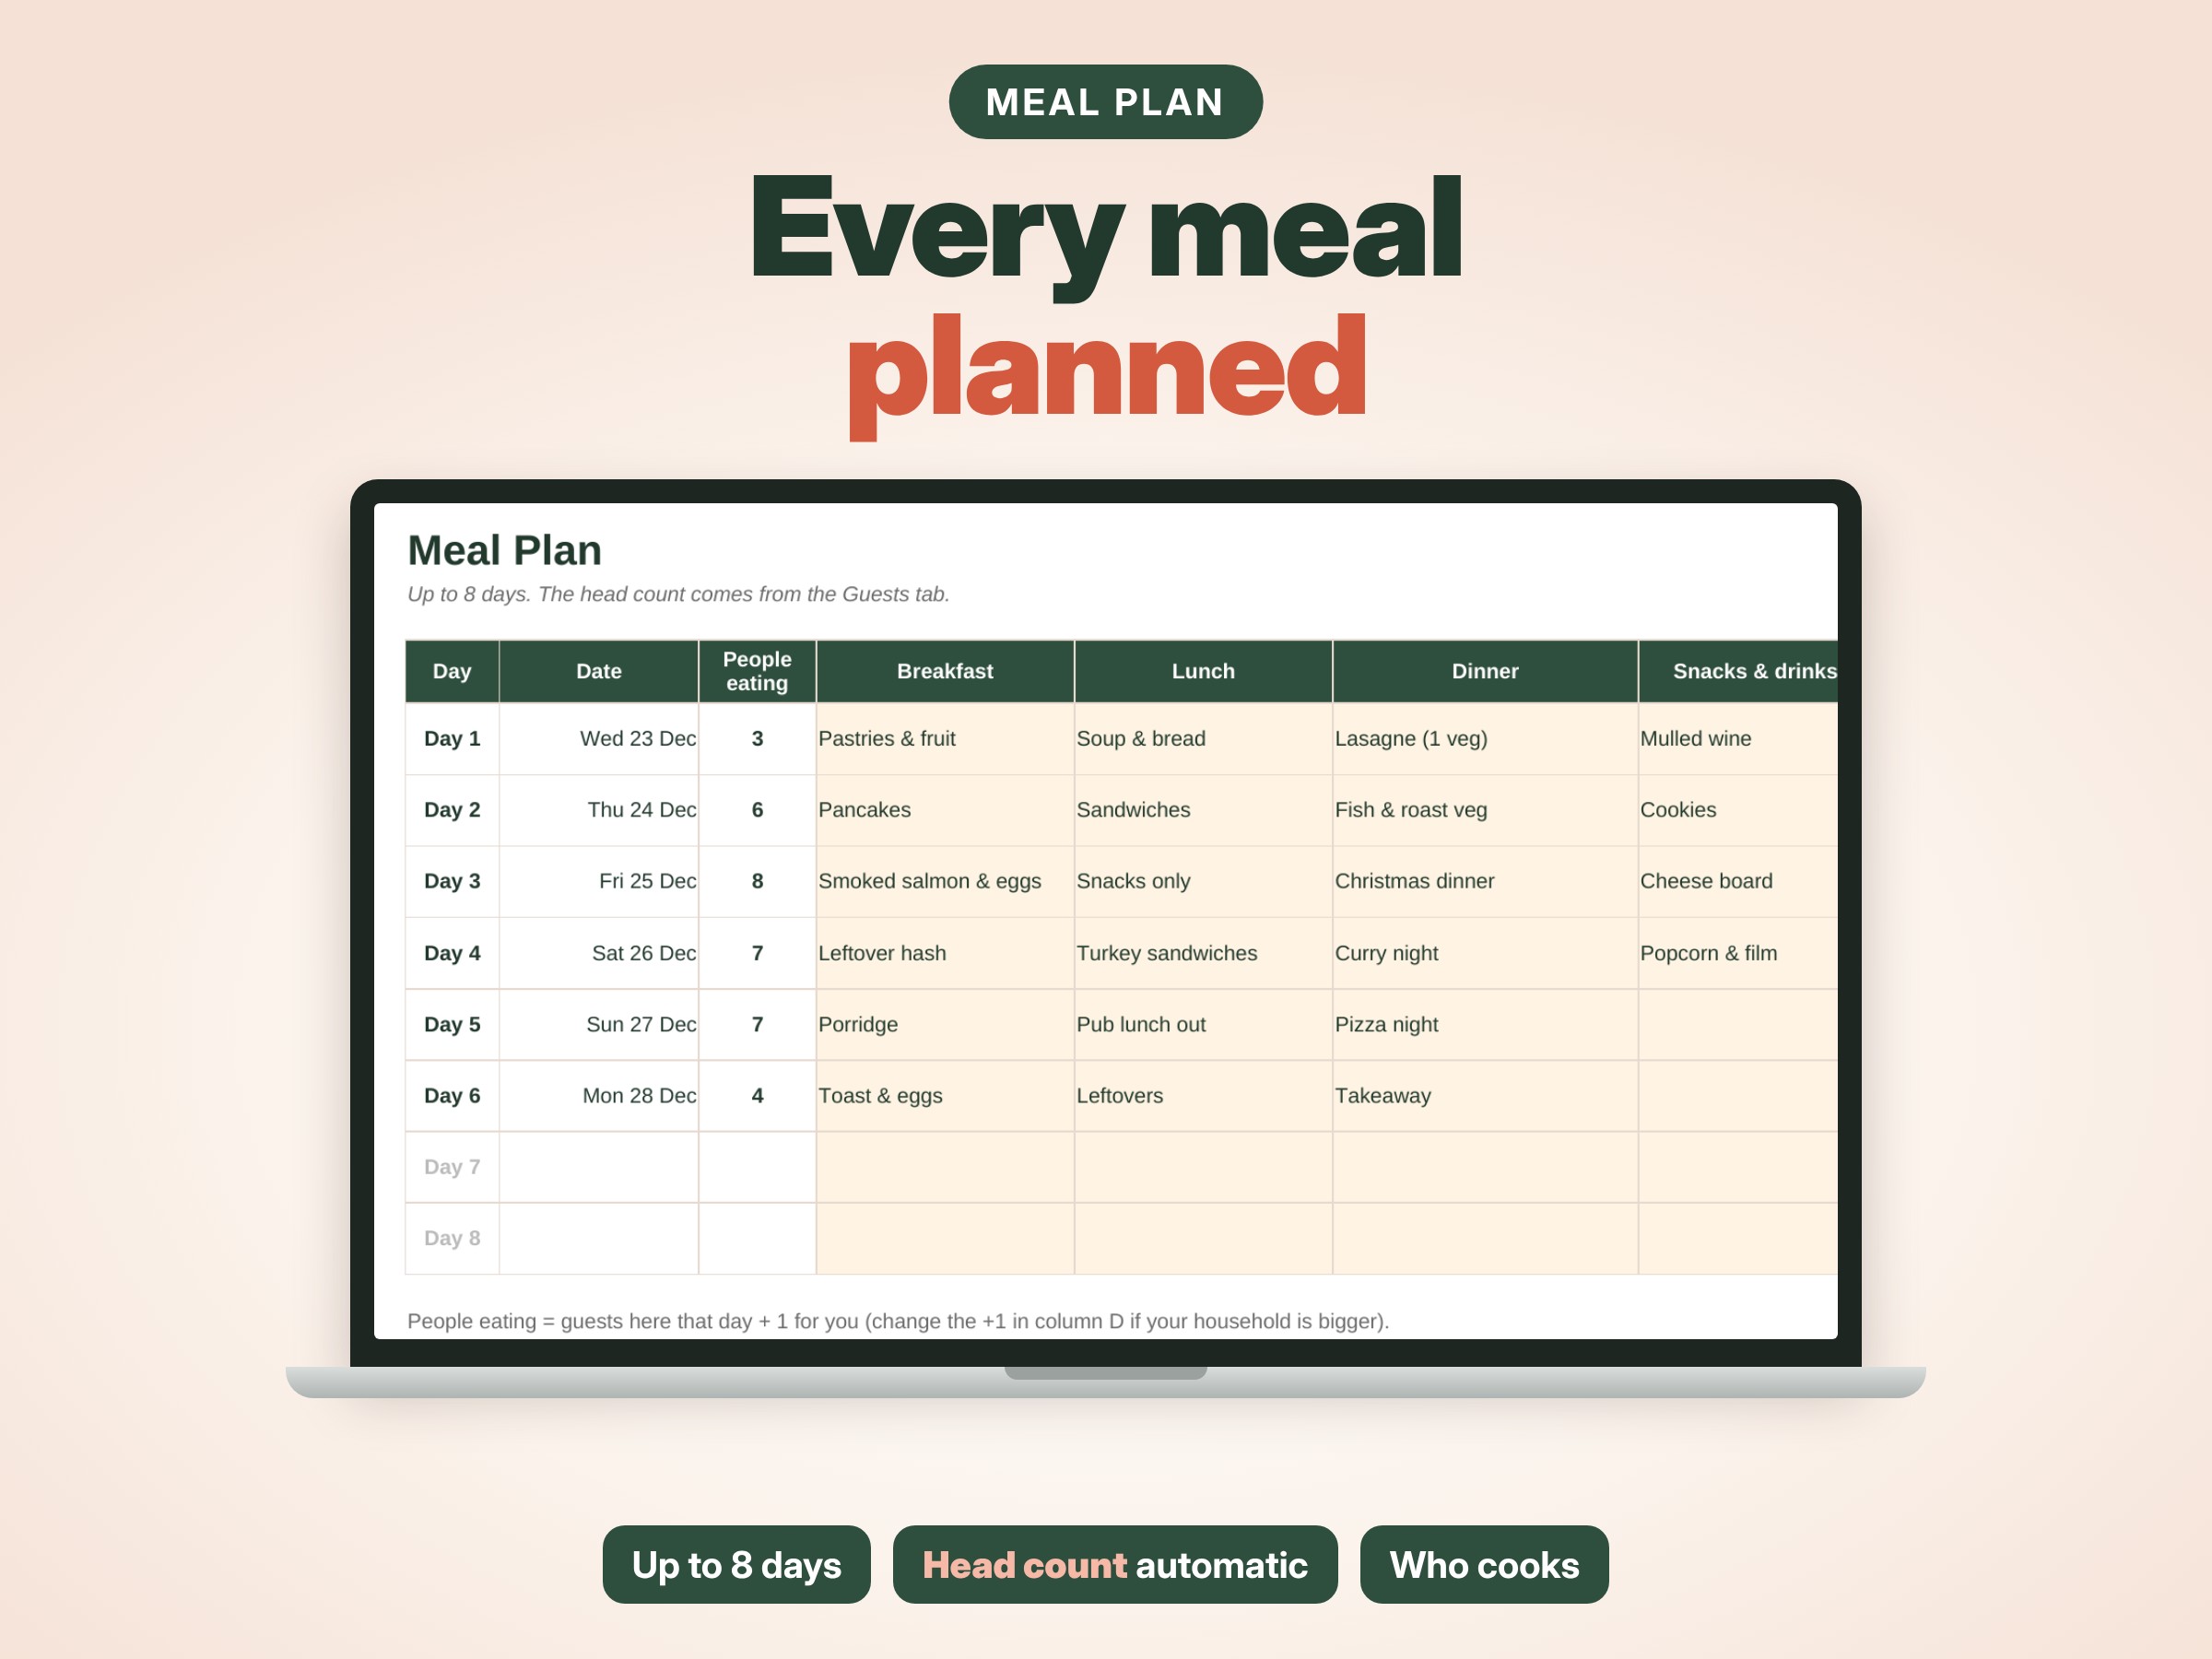 MEAL PLAN
Every meal
planned
Meal Plan
Up to 8 days. The head count comes from the Guests tab.
Day Date People eating Breakfast Lunch Dinner Snacks & drinks
Day 1 Wed 23 Dec 3 Pastries & fruit Soup & bread Lasagne (1 veg) Mulled wine
Day 2 Thu 24 Dec 6 Pancakes Sandwiches Fish & roast veg Cookies
Day 3 Fri 25 Dec 8 Smoked salmon & eggs Snacks only Christmas dinner Cheese board
Day 4 Sat 26 Dec 7 Leftover hash Turkey sandwiches Curry night Popcorn & film
Day 5 Sun 27 Dec 7 Porridge Pub lunch out Pizza night
Day 6 Mon 28 Dec 4 Toast & eggs Leftovers Takeaway
Day 7
Day 8
People eating = guests here that day + 1 for you (change the +1 in column D if your household is bigger).
Up to 8 days Head count automatic Who cooks